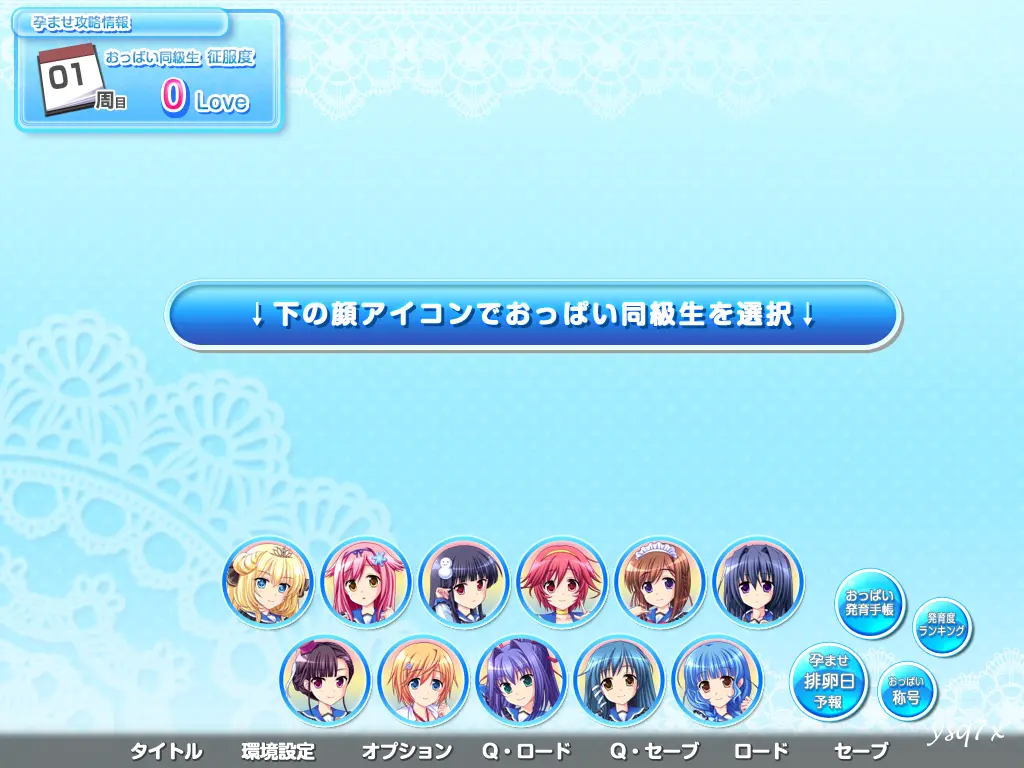 孕ませ攻略情報
おっぱい同級生 征服度
01
周目
0 Love
↓下の顔アイコンでおっぱい同級生を選択↓
おっぱい
発育手帳
発育度
ランキング
孕ませ
排卵日
予報
おっぱい
称号
ysq7x
タイトル 環境設定 オプション Q・ロード Q・セーブ ロード セーブ